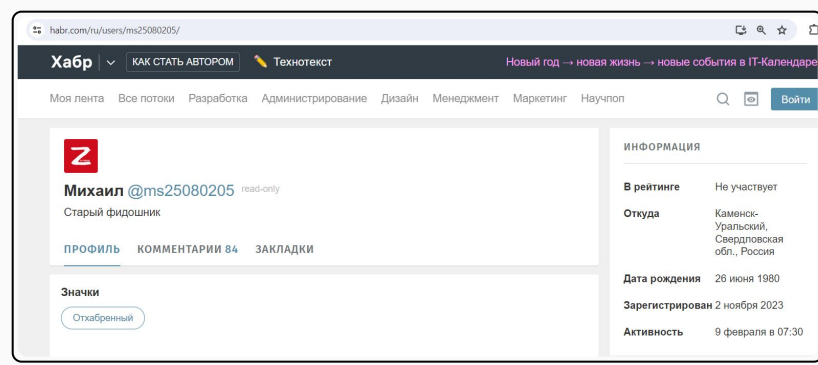 habr.com/ru/users/ms25080205/
Хабр КАК СТАТЬ АВТОРОМ Технотекст Новый год → новая жизнь → новые события в IT-Календаре
Моя лента Все потоки Разработка Администрирование Дизайн Менеджмент Маркетинг Научпоп Войти
Z
Михаил @ms25080205 read-only
Старый фидошник
ПРОФИЛЬ КОММЕНТАРИИ 84 ЗАКЛАДКИ
Значки
Отхабренный
ИНФОРМАЦИЯ
В рейтинге Не участвует
Откуда Каменск-
Уральский,
Свердловская
обл., Россия
Дата рождения 26 июня 1980
Зарегистрирован 2 ноября 2023
Активность 9 февраля в 07:30